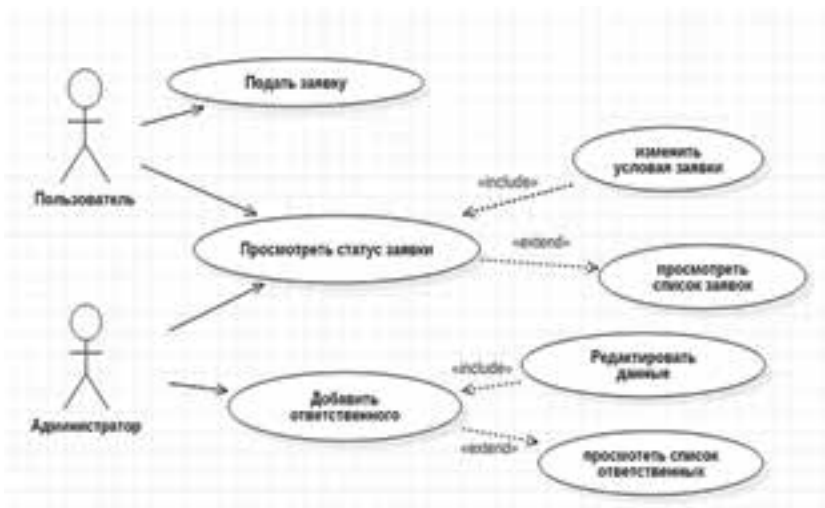 Подать заявку
Пользователь
изменить
условая заявки
«include»
Просмотреть статус заявки
«extend»
просмотреть
список заявок
Администратор
Добавить
ответственного
«include»
Редактировать
данные
«extend»
просмотеть список
ответственных